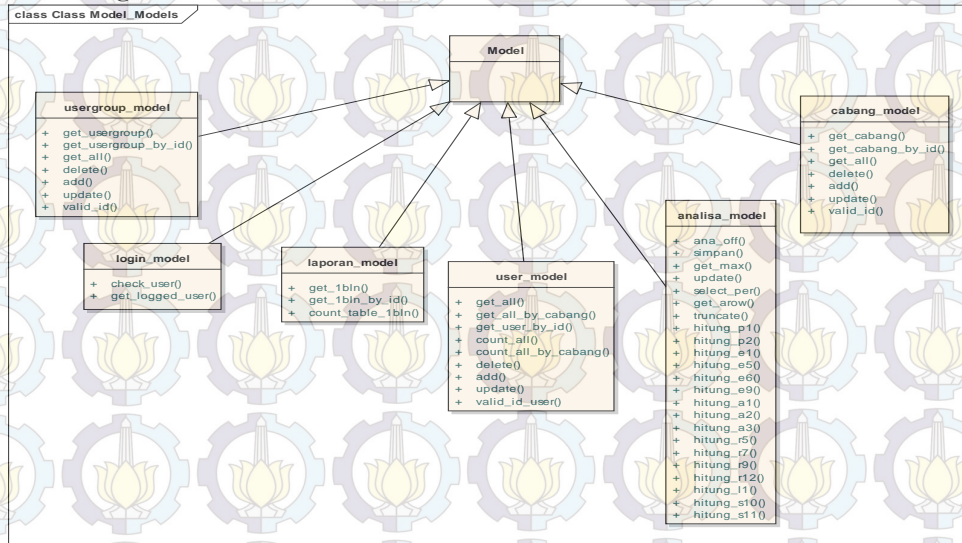 class Class Model_Models
Model
usergroup_model
+ get_usergroup()
+ get_usergroup_by_id()
+ get_all()
+ delete()
+ add()
+ update()
+ valid_id()
cabang_model
+ get_cabang()
+ get_cabang_by_id()
+ get_all()
+ delete()
+ add()
+ update()
+ valid_id()
login_model
+ check_user()
+ get_logged_user()
laporan_model
+ get_1bln()
+ get_1bin_by_id()
+ count_table_1bln()
user_model
+ get_all()
+ get_all_by_cabang()
+ get_user_by_id()
+ count_all()
+ count_all_by_cabang()
+ delete()
+ add()
+ update()
+ valid_id_user()
analisa_model
+ ana_off()
+ simpan()
+ get_max()
+ update()
+ select_per()
+ get_arow()
+ truncate()
+ hitung_p1()
+ hitung_p2()
+ hitung_e1()
+ hitung_e5()
+ hitung_e6()
+ hitung_e9()
+ hitung_a1()
+ hitung_a2()
+ hitung_a3()
+ hitung_r5()
+ hitung_r7()
+ hitung_r9()
+ hitung_r12()
+ hitung_l1()
+ hitung_s10()
+ hitung_s11()